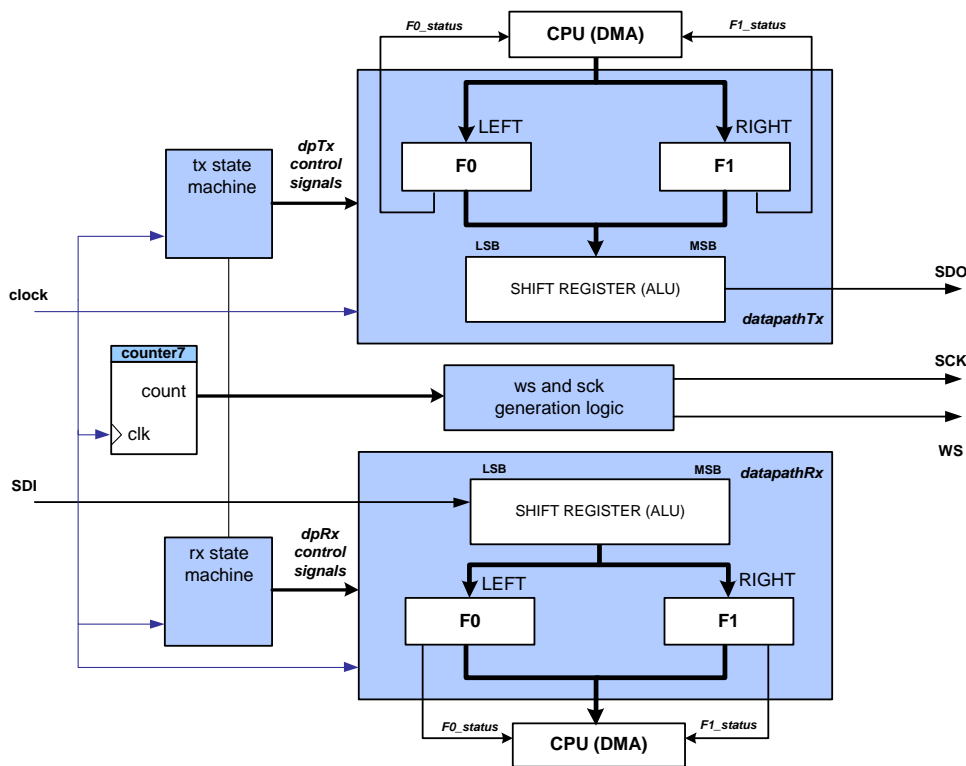 F0_status
CPU (DMA)
F1_status
LEFT
RIGHT
dpTx
control
signals
tx state
machine
F0
F1
LSB
MSB
SHIFT REGISTER (ALU)
SDO
clock
datapathTx
counter7
count
clk
ws and sck
generation logic
SCK
WS
SDI
LSB
MSB
datapathRx
SHIFT REGISTER (ALU)
dpRx
control
signals
rx state
machine
LEFT
RIGHT
F0
F1
F0_status
F1_status
CPU (DMA)